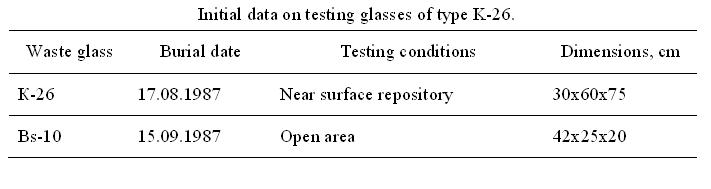 Initial data on testing glasses of type K-26.
Waste glass Burial date Testing conditions Dimensions, cm
K-26 17.08.1987 Near surface repository 30x60x75
Bs-10 15.09.1987 Open area 42x25x20